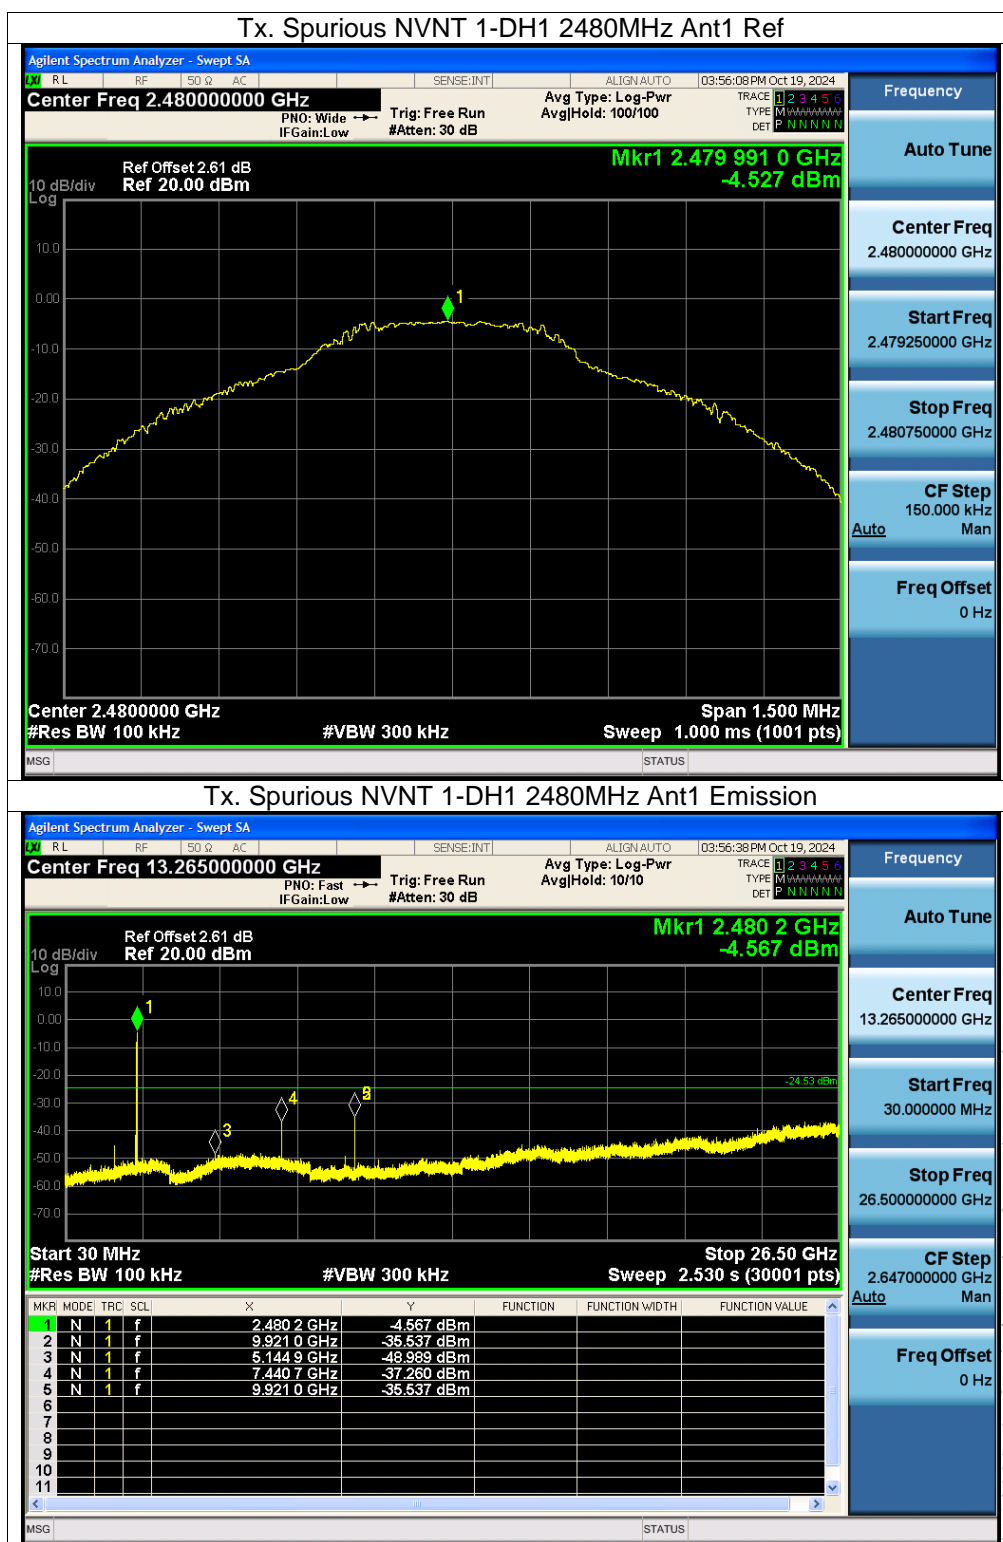 Tx. Spurious NVNT 1-DH1 2480MHz Ant1 Ref
Agilent Spectrum Analyzer - Swept SA
LXI RL RF 50 Ω AC SENSE:INT ALIGN AUTO 03:56:08 PM Oct 19, 2024
Center Freq 2.480000000 GHz
PNO: Wide
IFGain:Low
Trig: Free Run
#Atten: 30 dB
Avg Type: Log-Pwr
Avg|Hold: 100/100
TRACE 1 2 3 4 5 6
TYPE M WWWWW
DET P N N N N N
Frequency
Auto Tune
Center Freq
2.480000000 GHz
Start Freq
2.479250000 GHz
Stop Freq
2.480750000 GHz
CF Step
150.000 kHz
Auto Man
Freq Offset
0 Hz
Ref Offset 2.61 dB
Ref 20.00 dBm
10 dB/div
Log
Mkr1 2.479 991 0 GHz
-4.527 dBm
10.0
0.00
-10.0
-20.0
-30.0
-40.0
-50.0
-60.0
-70.0
1
Center 2.4800000 GHz
#Res BW 100 kHz
#VBW 300 kHz
Span 1.500 MHz
Sweep 1.000 ms (1001 pts)
MSG STATUS
Tx. Spurious NVNT 1-DH1 2480MHz Ant1 Emission
Agilent Spectrum Analyzer - Swept SA
LXI RL RF 50 Ω AC SENSE:INT ALIGN AUTO 03:56:38 PM Oct 19, 2024
Center Freq 13.265000000 GHz
PNO: Fast
IFGain:Low
Trig: Free Run
#Atten: 30 dB
Avg Type: Log-Pwr
Avg|Hold: 10/10
TRACE 1 2 3 4 5 6
TYPE M WWWWW
DET P N N N N N
Frequency
Auto Tune
Center Freq
13.265000000 GHz
Start Freq
30.000000 MHz
Stop Freq
26.500000000 GHz
CF Step
2.647000000 GHz
Auto Man
Freq Offset
0 Hz
Ref Offset 2.61 dB
Ref 20.00 dBm
10 dB/div
Log
Mkr1 2.480 2 GHz
-4.567 dBm
10.0
0.00
-10.0
-20.0
-30.0
-40.0
-50.0
-60.0
-70.0
1
3
4
-24.53 dBm
Start 30 MHz
#Res BW 100 kHz
#VBW 300 kHz
Stop 26.50 GHz
Sweep 2.530 s (30001 pts)
MKR MODE TRC SCL X Y FUNCTION FUNCTION WIDTH FUNCTION VALUE
1 N 1 f 2.480 2 GHz -4.567 dBm
2 N 1 f 9.921 0 GHz -35.537 dBm
3 N 1 f 5.144 9 GHz -48.989 dBm
4 N 1 f 7.440 7 GHz -37.260 dBm
5 N 1 f 9.921 0 GHz -35.537 dBm
6
7
8
9
10
11
MSG STATUS